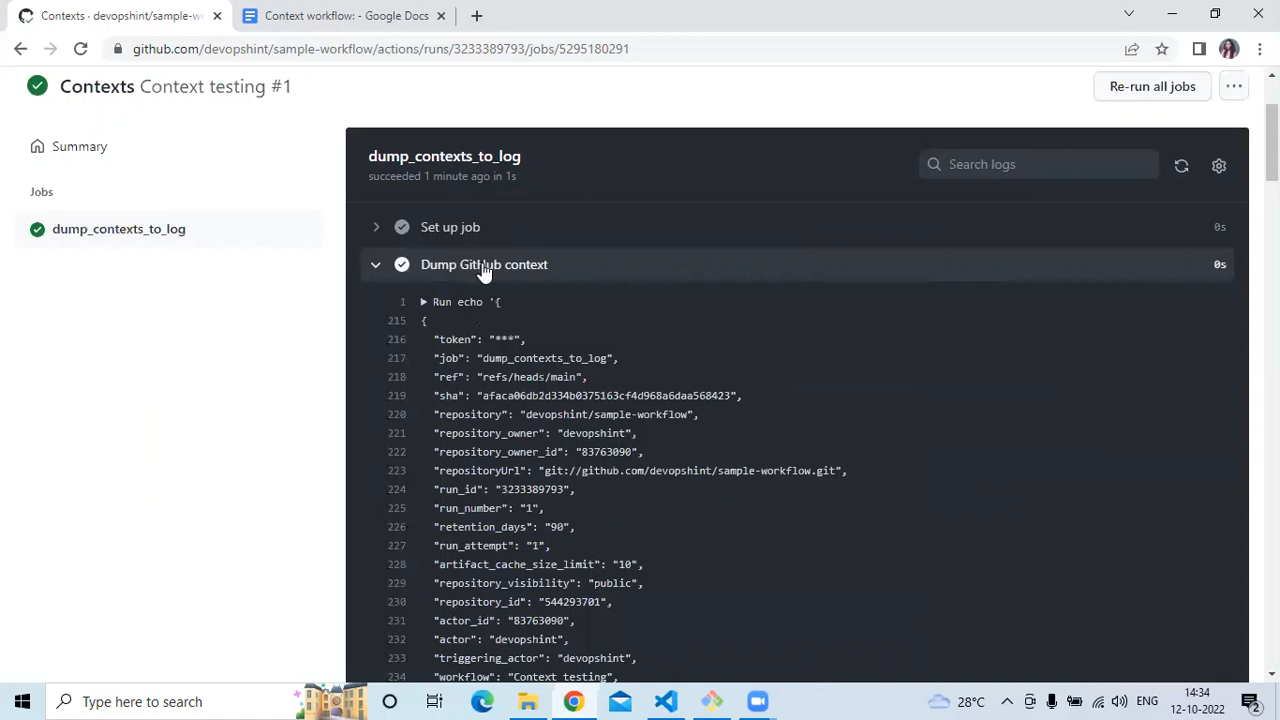 Contexts · devopshint/sample-w
Context workflow: - Google Docs
github.com/devopshint/sample-workflow/actions/runs/3233389793/jobs/5295180291
Contexts Context testing #1
Re-run all jobs
Summary
Jobs
dump_contexts_to_log
dump_contexts_to_log
succeeded 1 minute ago in 1s
Search logs
Set up job 0s
Dump GitHub context 0s
1 Run echo '{
215 {
216 "token": "***",
217 "job": "dump_contexts_to_log",
218 "ref": "refs/heads/main",
219 "sha": "afaca06db2d334b0375163cf4d968a6daa568423",
220 "repository": "devopshint/sample-workflow",
221 "repository_owner": "devopshint",
222 "repository_owner_id": "83763090",
223 "repositoryUrl": "git://github.com/devopshint/sample-workflow.git",
224 "run_id": "3233389793",
225 "run_number": "1",
226 "retention_days": "90",
227 "run_attempt": "1",
228 "artifact_cache_size_limit": "10",
229 "repository_visibility": "public",
230 "repository_id": "544293701",
231 "actor_id": "83763090",
232 "actor": "devopshint",
233 "triggering_actor": "devopshint",
234 "workflow": "Context testing",
Type here to search
28°C
ENG
14:34
12-10-2022
2